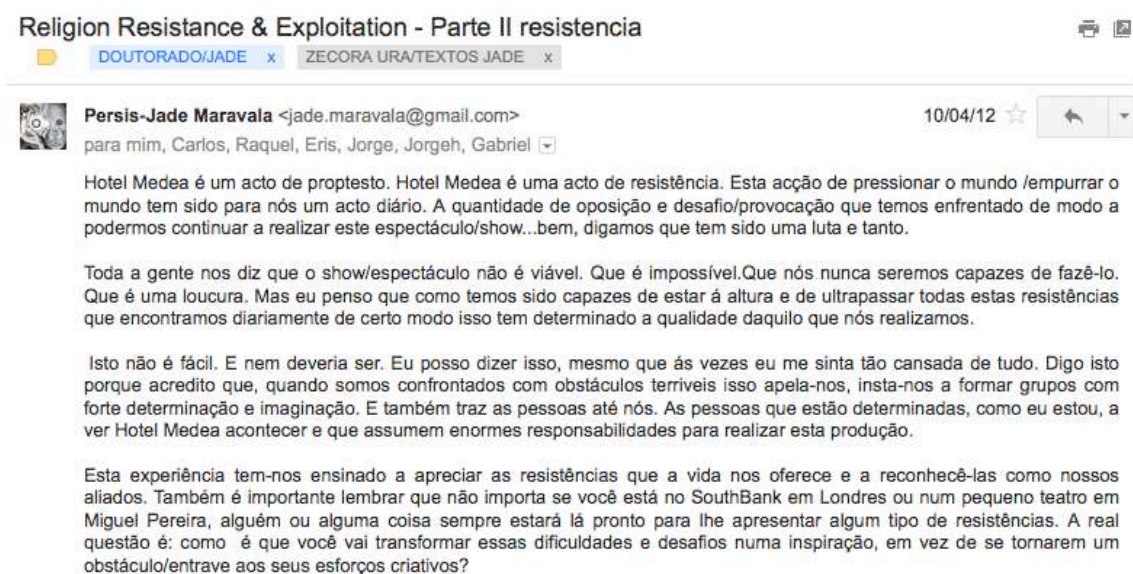 Religion Resistance & Exploitation - Parte II resistencia
DOUTORADO/JADE x ZECORA URA/TEXTOS JADE x
Persis-Jade Maravala <jade.maravala@gmail.com> 10/04/12
para mim, Carlos, Raquel, Eris, Jorge, Jorgeh, Gabriel
Hotel Medea é um acto de proptesto. Hotel Medea é uma acto de resistência. Esta acção de pressionar o mundo /empurrar o
mundo tem sido para nós um acto diário. A quantidade de oposição e desafio/provocação que temos enfrentado de modo a
podermos continuar a realizar este espectáculo/show...bem, digamos que tem sido uma luta e tanto.
Toda a gente nos diz que o show/espectáculo não é viável. Que é impossível.Que nós nunca seremos capazes de fazê-lo.
Que é uma loucura. Mas eu penso que como temos sido capazes de estar á altura e de ultrapassar todas estas resistências
que encontramos diariamente de certo modo isso tem determinado a qualidade daquilo que nós realizamos.
Isto não é fácil. E nem deveria ser. Eu posso dizer isso, mesmo que ás vezes eu me sinta tão cansada de tudo. Digo isto
porque acredito que, quando somos confrontados com obstáculos terriveis isso apela-nos, insta-nos a formar grupos com
forte determinação e imaginação. E também traz as pessoas até nós. As pessoas que estão determinadas, como eu estou, a
ver Hotel Medea acontecer e que assumem enormes responsabilidades para realizar esta produção.
Esta experiência tem-nos ensinado a apreciar as resistências que a vida nos oferece e a reconhecê-las como nossos
aliados. Também é importante lembrar que não importa se você está no SouthBank em Londres ou num pequeno teatro em
Miguel Pereira, alguém ou alguma coisa sempre estará lá pronto para lhe apresentar algum tipo de resistências. A real
questão é: como é que você vai transformar essas dificuldades e desafios numa inspiração, em vez de se tornarem um
obstáculo/entrave aos seus esforços criativos?